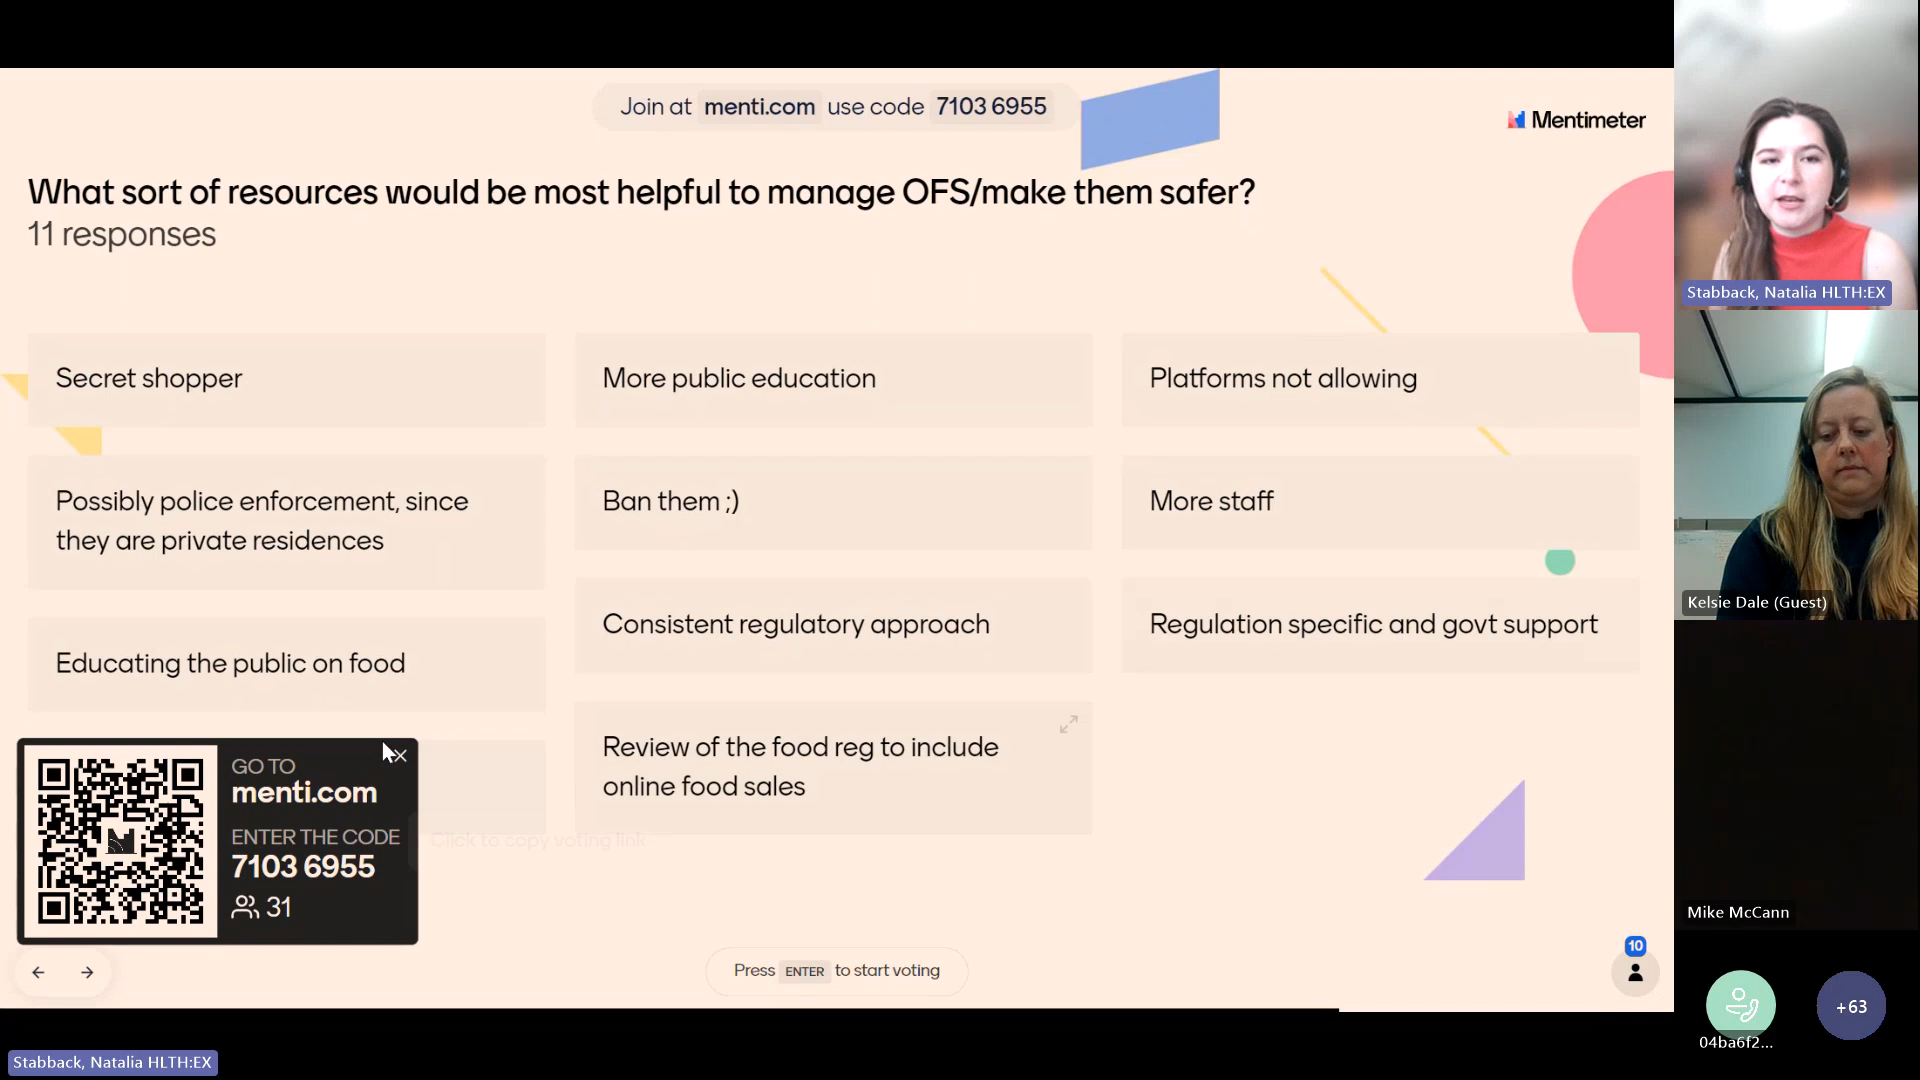 Join at menti.com use code 7103 6955
Mentimeter
What sort of resources would be most helpful to manage OFS/make them safer?
11 responses
Secret shopper
More public education
Platforms not allowing
Possibly police enforcement, since
they are private residences
Ban them ;)
More staff
Educating the public on food
Consistent regulatory approach
Regulation specific and govt support
Review of the food reg to include
online food sales
GO TO
menti.com
ENTER THE CODE
7103 6955
31
Click to copy voting link
Press ENTER to start voting
10
Stabback, Natalia HLTH:EX
Kelsie Dale (Guest)
Mike McCann
04ba6f2...
+63
Stabback, Natalia HLTH:EX